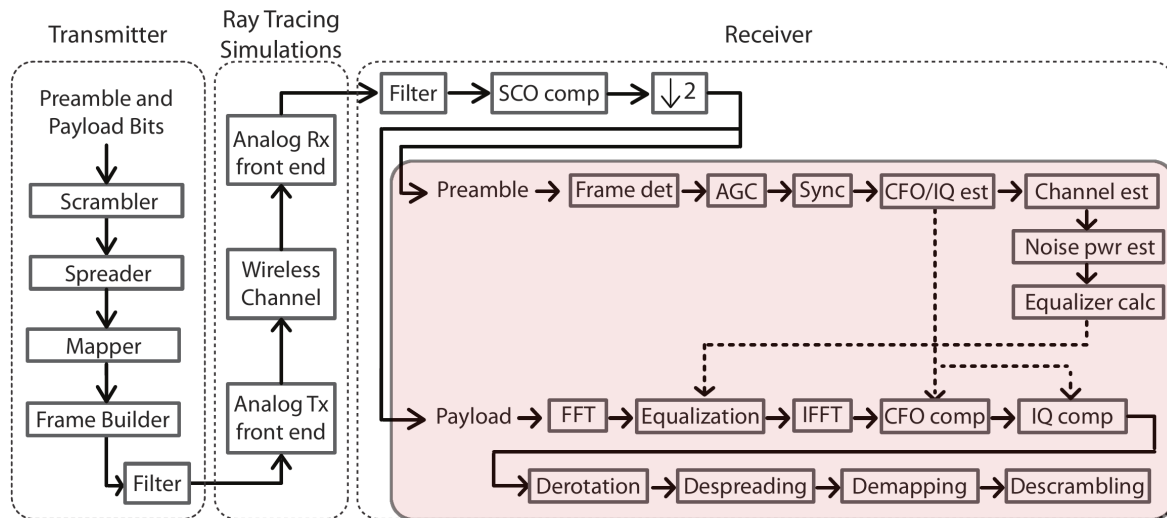 Transmitter
Preamble and
Payload Bits
Scrambler
Spreader
Mapper
Frame Builder
Filter
Ray Tracing
Simulations
Analog Rx
front end
Wireless
Channel
Analog Tx
front end
Receiver
Filter
SCO comp
↓2
Preamble
Frame det
AGC
Sync
CFO/IQ est
Channel est
Noise pwr est
Equalizer calc
Payload
FFT
Equalization
IFFT
CFO comp
IQ comp
Derotation
Despreading
Demapping
Descrambling